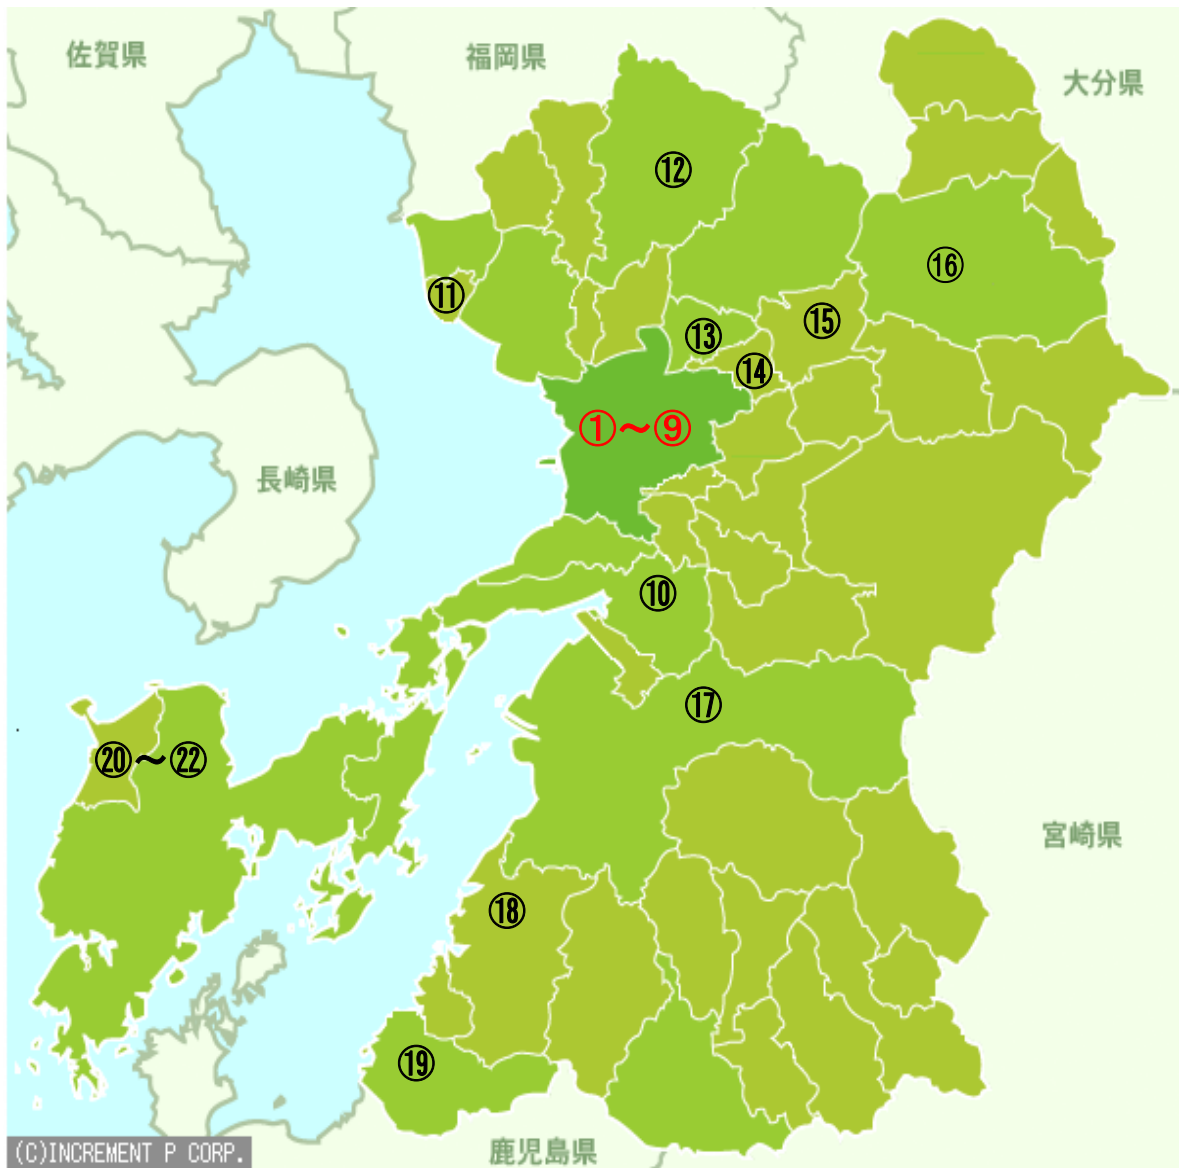 佐賀県
福岡県
大分県
⑫
⑯
⑪
⑮
⑬
⑭
①～⑨
長崎県
⑩
⑰
⑳～㉒
宮崎県
⑱
⑲
(C)INCREMENT P CORP.
鹿児島県